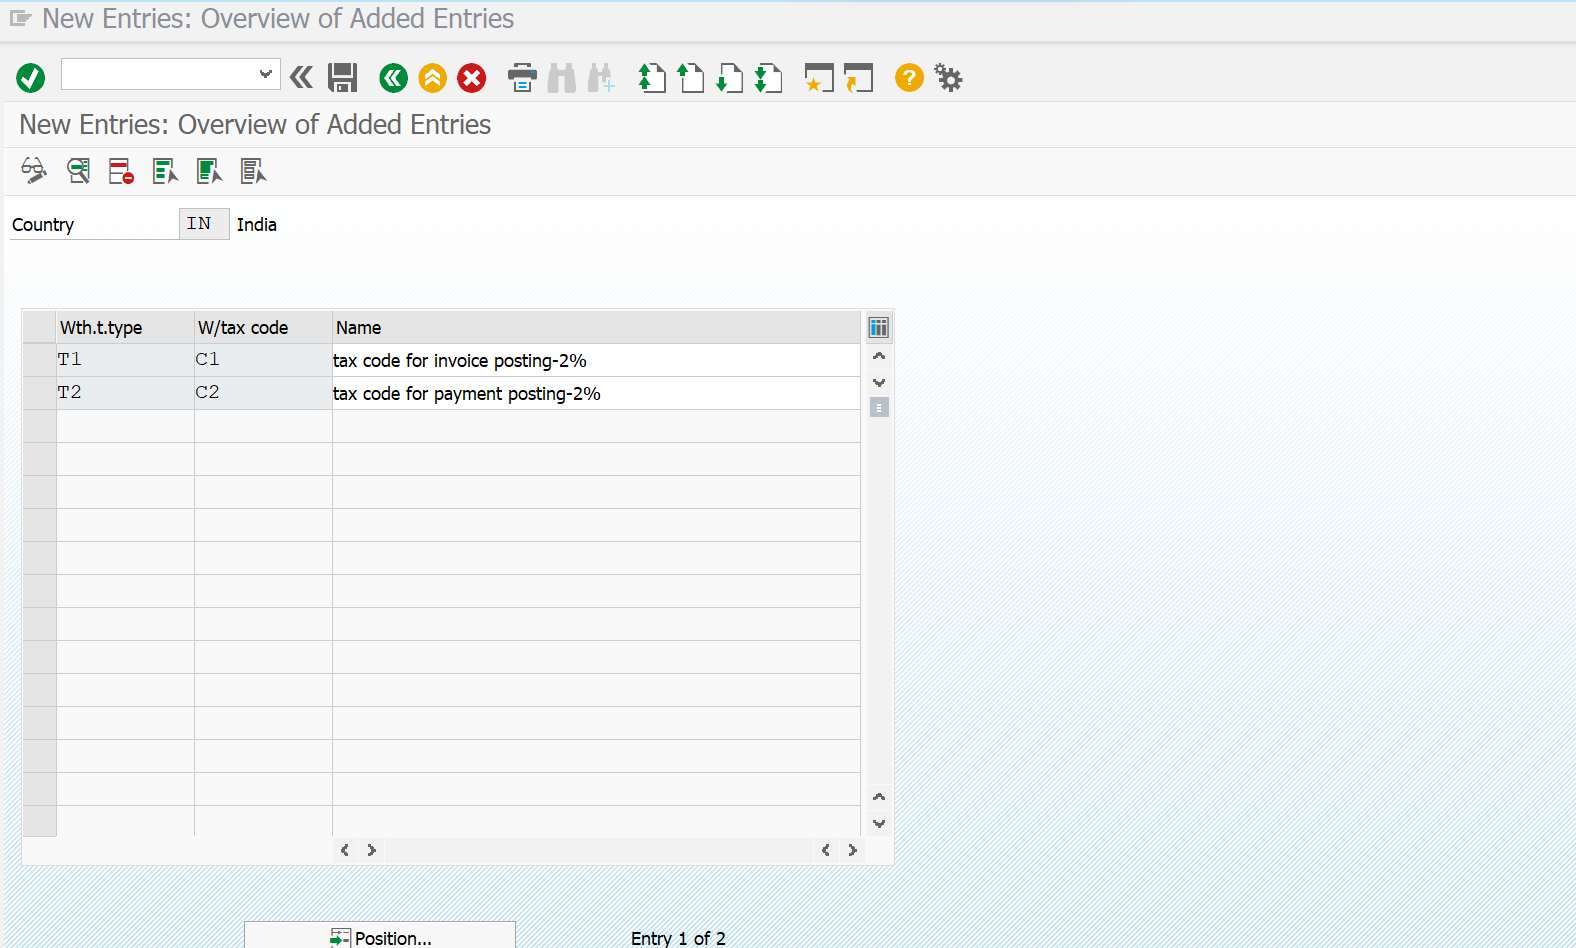 New Entries: Overview of Added Entries
New Entries: Overview of Added Entries
Country IN India
Wth.t.type W/tax code Name
T1 C1 tax code for invoice posting-2%
T2 C2 tax code for payment posting-2%
Position... Entry 1 of 2